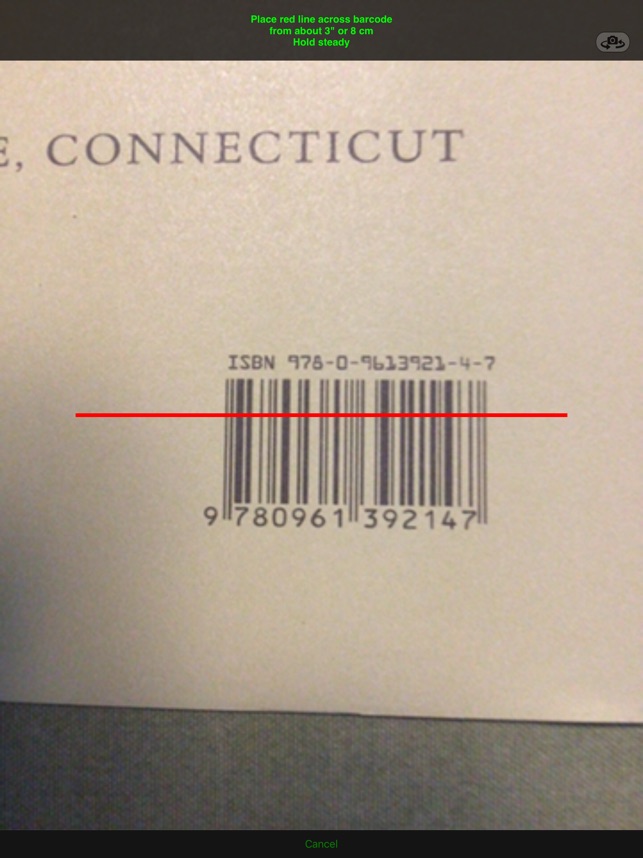 Place red line across barcode
from about 3" or 8 cm
Hold steady
E, CONNECTICUT
ISBN 978-0-9613921-4-7
9 780961 392147
Cancel